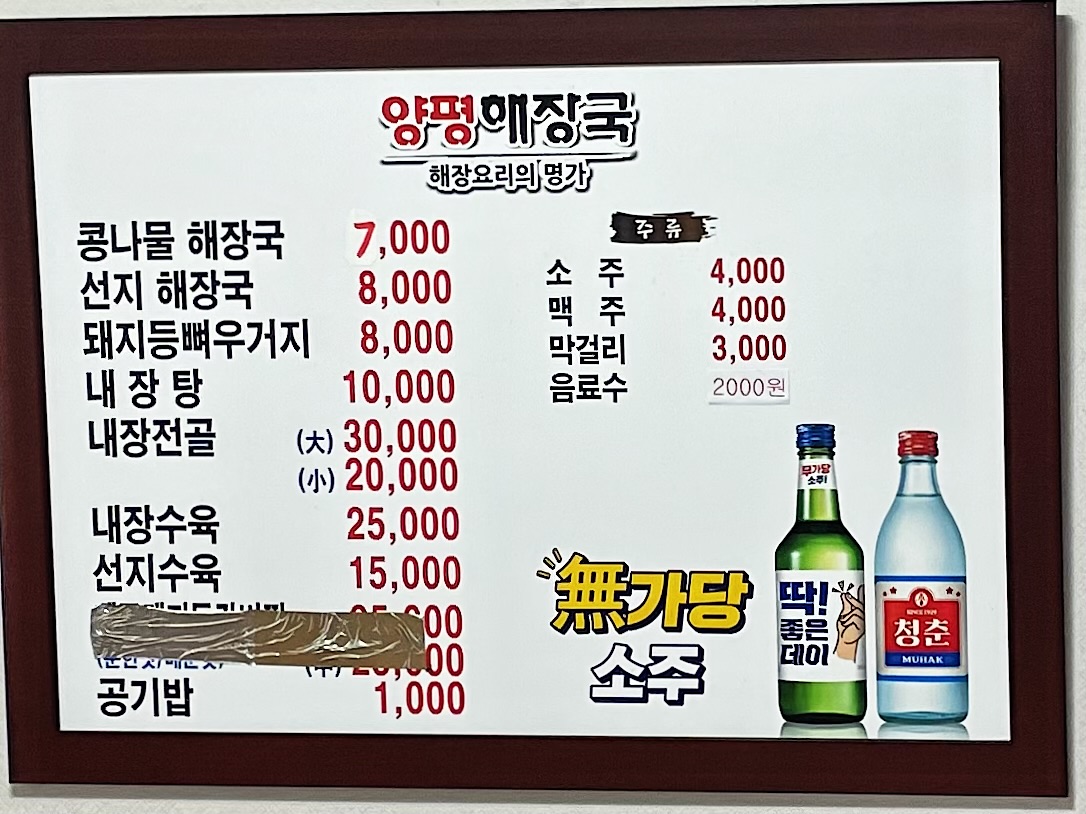 양평해장국
해장요리의 명가
콩나물 해장국 7,000
선지 해장국 8,000
돼지등뼈우거지 8,000
내 장 탕 10,000
내장전골 (大) 30,000
(小) 20,000
내장수육 25,000
선지수육 15,000
공기밥 1,000
주 류
소 주 4,000
맥 주 4,000
막걸리 3,000
음료수 2000원
無가당
소주
무가당
소주!
딱!
좋은
데이
SINCE 1929
청춘
MUHAK